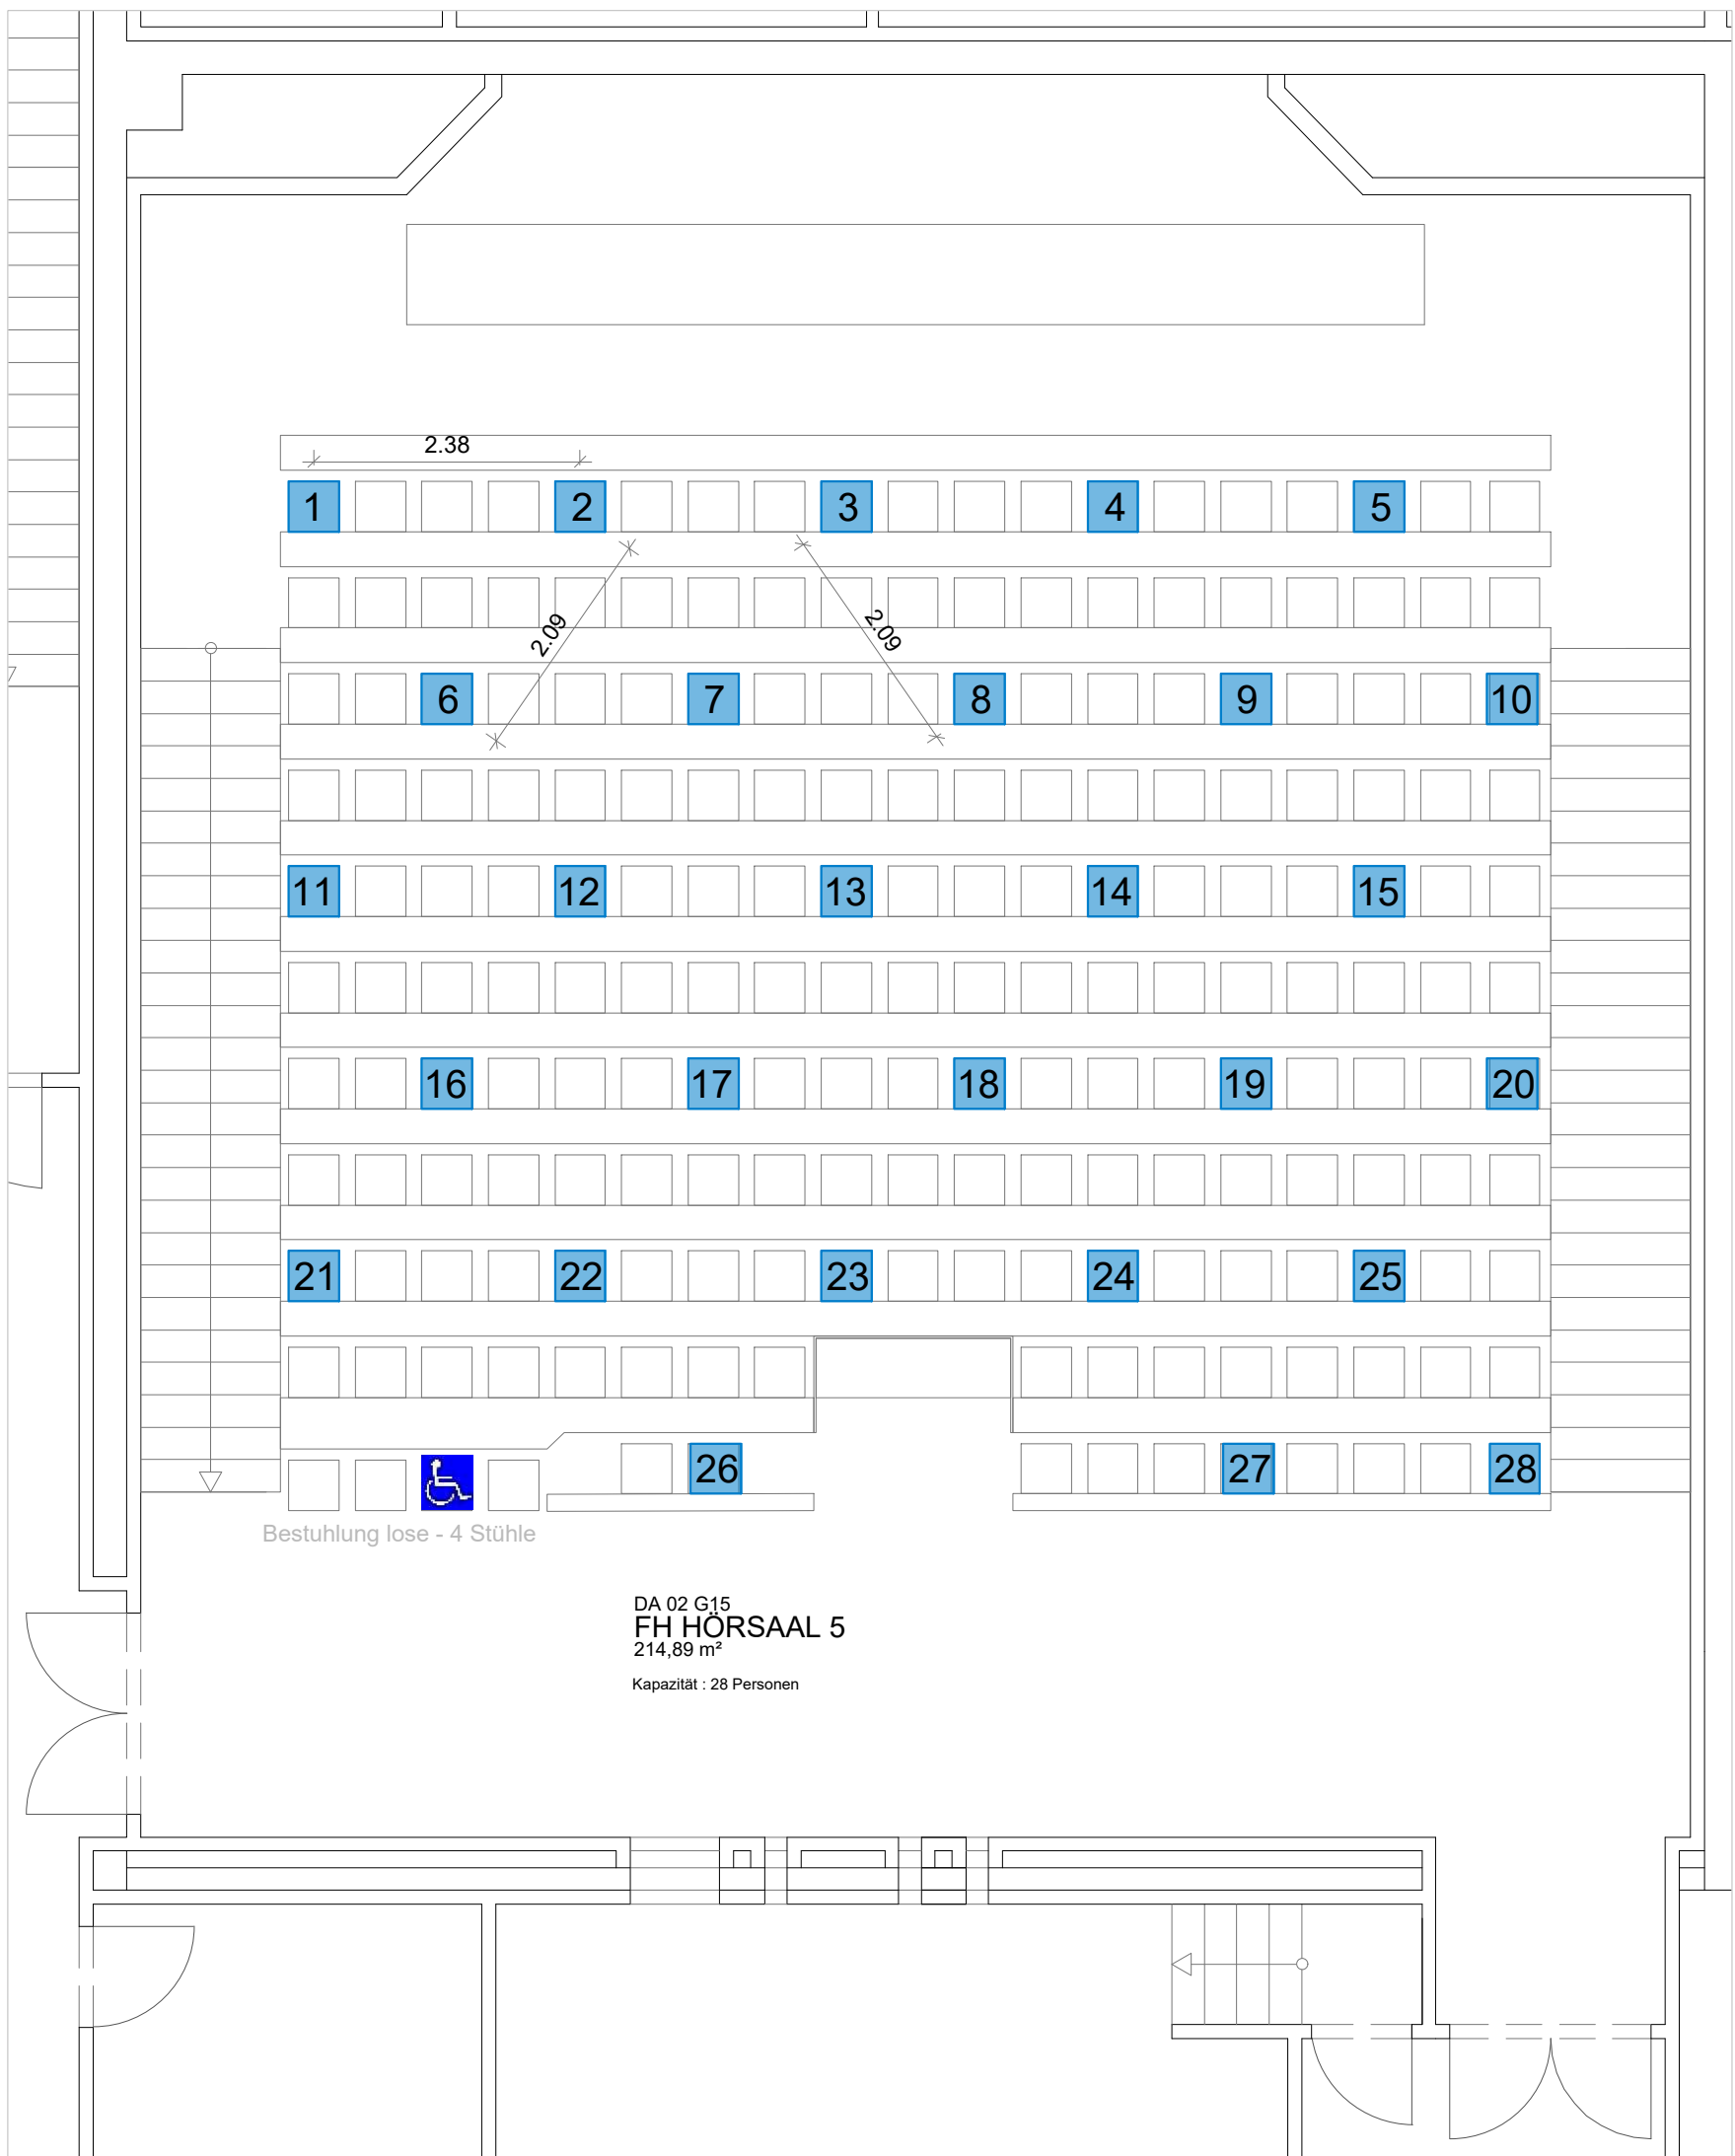 2.38
1 2 3 4 5
2.09 2.09
6 7 8 9 10
11 12 13 14 15
16 17 18 19 20
21 22 23 24 25
26 27 28
Bestuhlung lose - 4 Stühle
DA 02 G15
FH HÖRSAAL 5
214,89 m²
Kapazität : 28 Personen